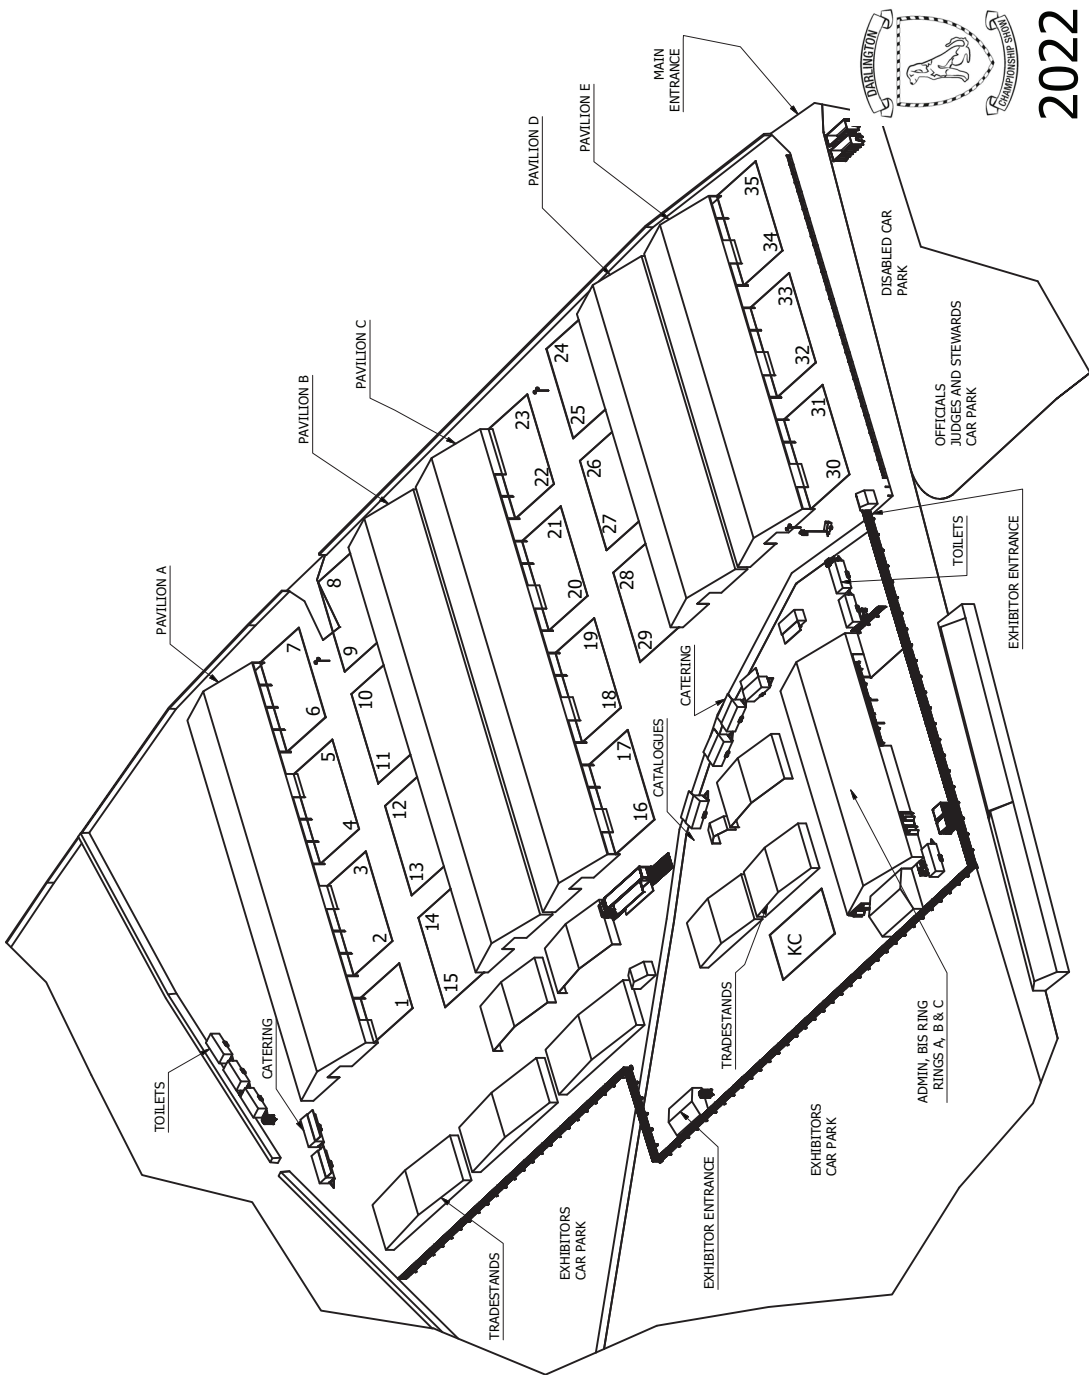 DARLINGTON
CHAMPIONSHIP SHOW
2022
MAIN
ENTRANCE
PAVILION E
PAVILION D
PAVILION C
PAVILION B
PAVILION A
1
2
3
4
5
6
7
8
9
10
11
12
13
14
15
16
17
18
19
20
21
22
23
24
25
26
27
28
29
30
31
32
33
34
35
DISABLED CAR
PARK
OFFICIALS
JUDGES AND STEWARDS
CAR PARK
TOILETS
EXHIBITOR ENTRANCE
CATERING
CATALOGUES
KC
TRADESTANDS
ADMIN, BIS RING
RINGS A, B & C
TOILETS
CATERING
TRADESTANDS
EXHIBITORS
CAR PARK
EXHIBITOR ENTRANCE
EXHIBITORS
CAR PARK